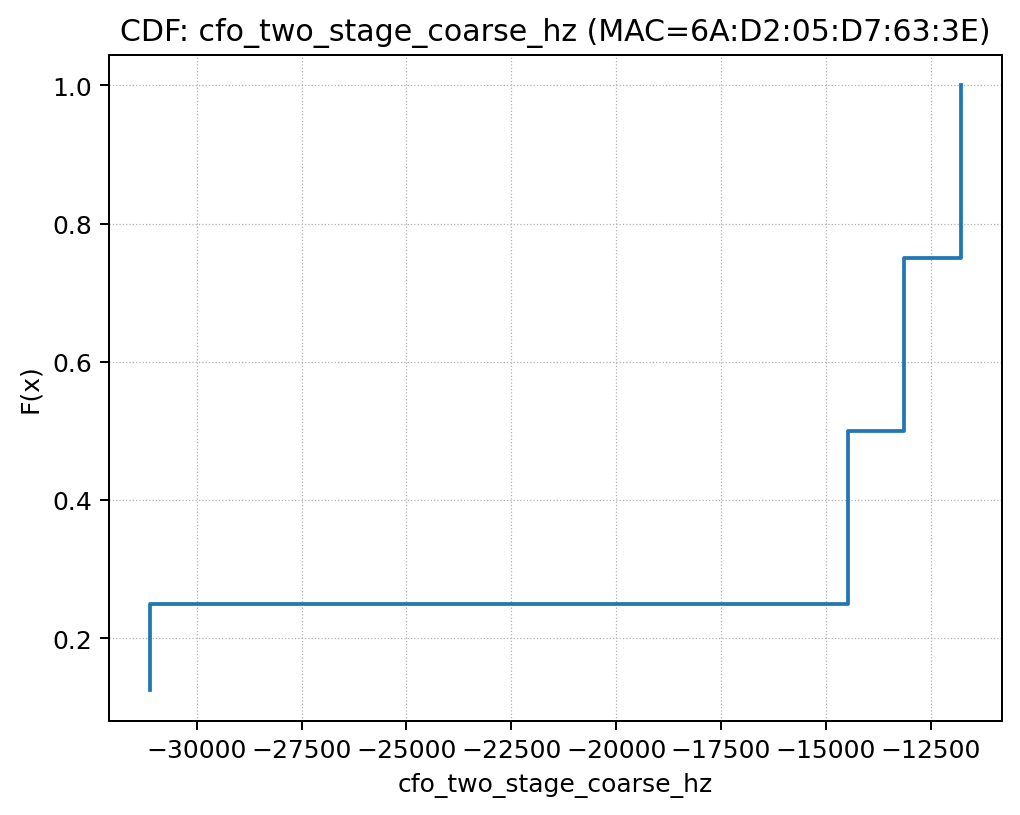 CDF: cfo_two_stage_coarse_hz (MAC=6A:D2:05:D7:63:3E)
1.0
0.8
0.6
0.4
0.2
F(x)
−30000 −27500 −25000 −22500 −20000 −17500 −15000 −12500
cfo_two_stage_coarse_hz